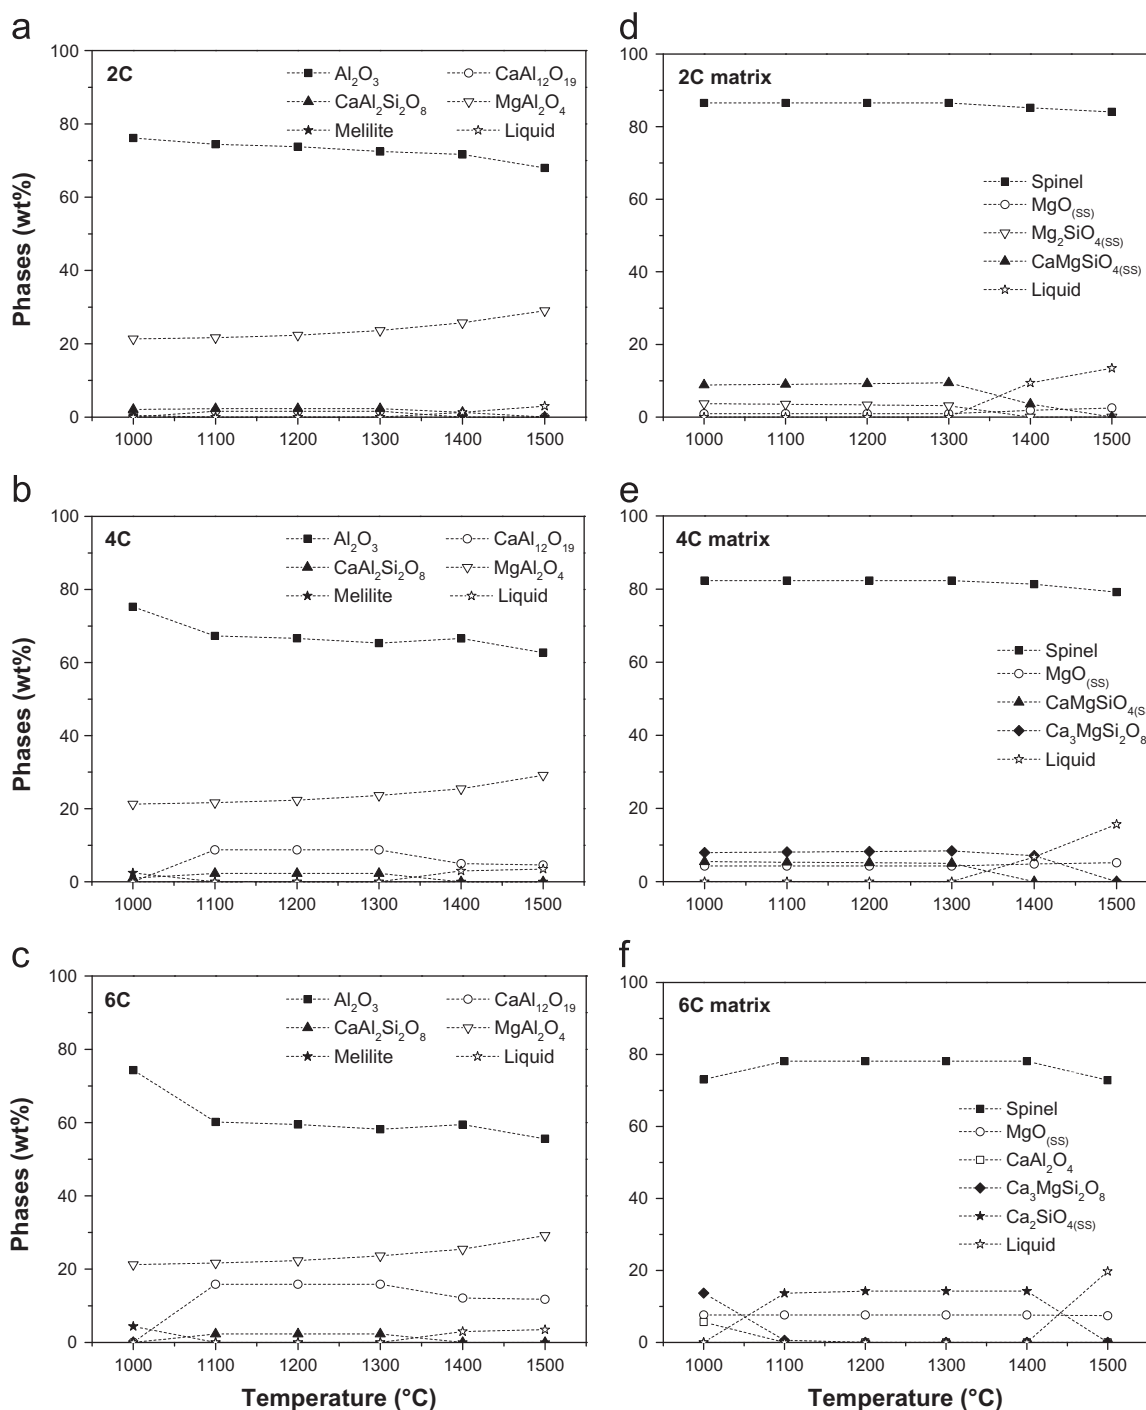 a
2C
Al2O3
CaAl12O19
CaAl2Si2O8
MgAl2O4
Melilite
Liquid
100
80
60
40
20
0
Phases (wt%)
1000 1100 1200 1300 1400 1500
d
2C matrix
Spinel
MgO(SS)
Mg2SiO4(SS)
CaMgSiO4(SS)
Liquid
100
80
60
40
20
0
1000 1100 1200 1300 1400 1500
b
4C
Al2O3
CaAl12O19
CaAl2Si2O8
MgAl2O4
Melilite
Liquid
100
80
60
40
20
0
Phases (wt%)
1000 1100 1200 1300 1400 1500
e
4C matrix
Spinel
MgO(SS)
CaMgSiO4(S
Ca3MgSi2O8
Liquid
100
80
60
40
20
0
1000 1100 1200 1300 1400 1500
c
6C
Al2O3
CaAl12O19
CaAl2Si2O8
MgAl2O4
Melilite
Liquid
100
80
60
40
20
0
Phases (wt%)
1000 1100 1200 1300 1400 1500
Temperature (°C)
f
6C matrix
Spinel
MgO(SS)
CaAl2O4
Ca3MgSi2O8
Ca2SiO4(SS)
Liquid
100
80
60
40
20
0
1000 1100 1200 1300 1400 1500
Temperature (°C)